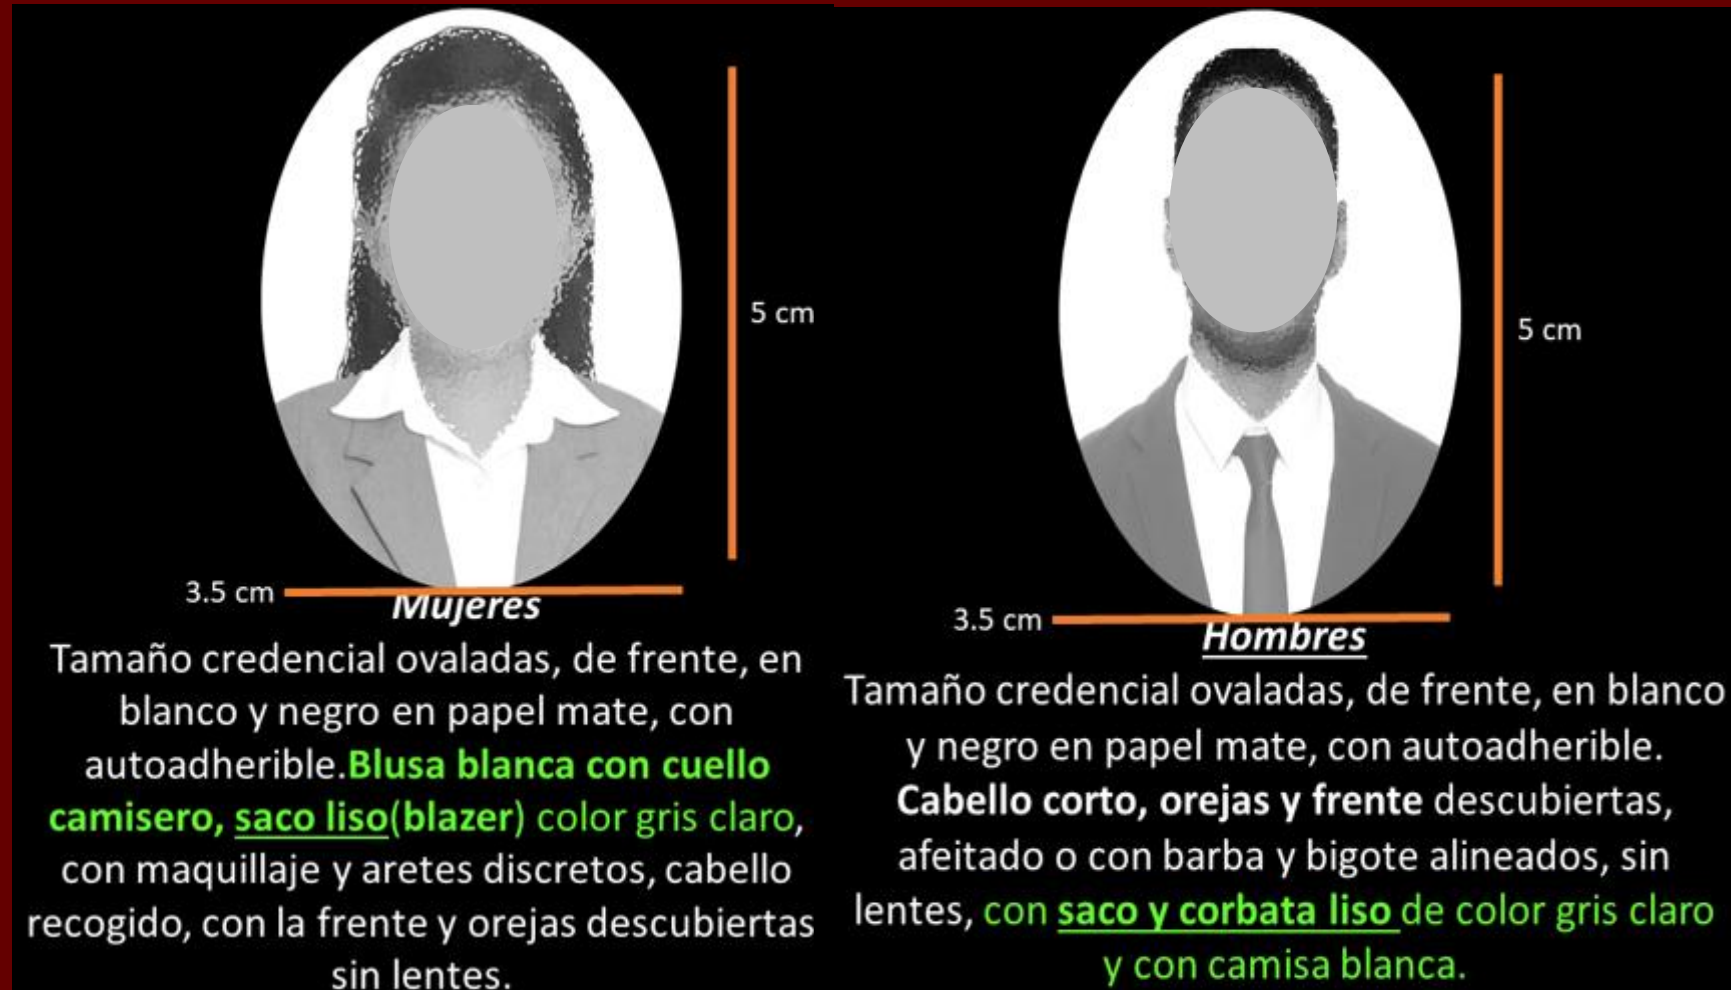 5 cm
3.5 cm
Mujeres
Tamaño credencial ovaladas, de frente, en
blanco y negro en papel mate, con
autoadherible.Blusa blanca con cuello
camisero, saco liso(blazer) color gris claro,
con maquillaje y aretes discretos, cabello
recogido, con la frente y orejas descubiertas
sin lentes.
5 cm
3.5 cm
Hombres
Tamaño credencial ovaladas, de frente, en blanco
y negro en papel mate, con autoadherible.
Cabello corto, orejas y frente descubiertas,
afeitado o con barba y bigote alineados, sin
lentes, con saco y corbata liso de color gris claro
y con camisa blanca.